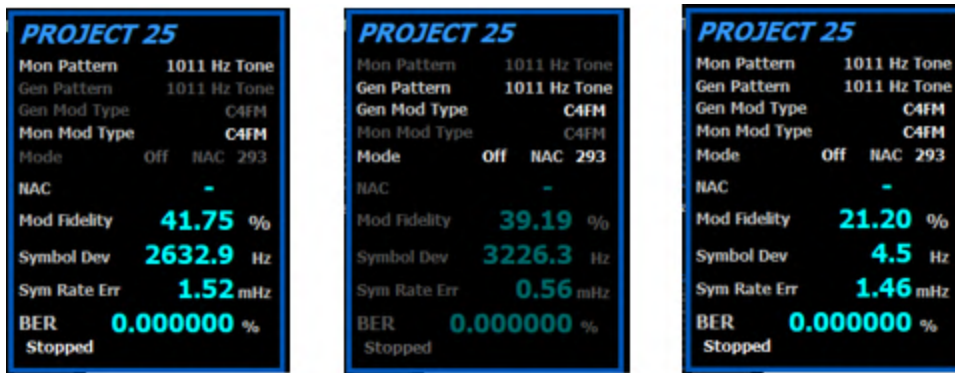 PROJECT 25
Mon Pattern 1011 Hz Tone
Gen Pattern 1011 Hz Tone
Gen Mod Type C4FM
Mon Mod Type C4FM
Mode Off NAC 293
NAC -
Mod Fidelity 41.75 %
Symbol Dev 2632.9 Hz
Sym Rate Err 1.52 mHz
BER 0.000000 %
Stopped
PROJECT 25
Mon Pattern 1011 Hz Tone
Gen Pattern 1011 Hz Tone
Gen Mod Type C4FM
Mon Mod Type C4FM
Mode Off NAC 293
NAC -
Mod Fidelity 39.19 %
Symbol Dev 3226.3 Hz
Sym Rate Err 0.56 mHz
BER 0.000000 %
Stopped
PROJECT 25
Mon Pattern 1011 Hz Tone
Gen Pattern 1011 Hz Tone
Gen Mod Type C4FM
Mon Mod Type C4FM
Mode Off NAC 293
NAC -
Mod Fidelity 21.20 %
Symbol Dev 4.5 Hz
Sym Rate Err 1.46 mHz
BER 0.000000 %
Stopped